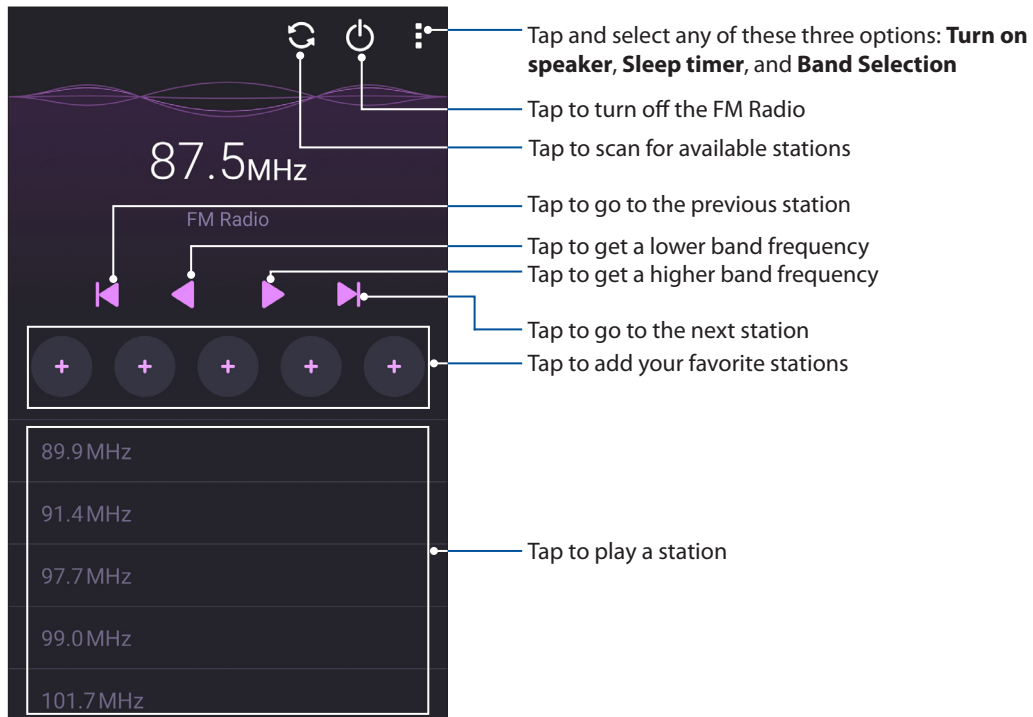 Tap and select any of these three options: Turn on
speaker, Sleep timer, and Band Selection
Tap to turn off the FM Radio
Tap to scan for available stations
87.5MHz
FM Radio
Tap to go to the previous station
Tap to get a lower band frequency
Tap to get a higher band frequency
Tap to go to the next station
Tap to add your favorite stations
+ + + + +
89.9MHz
91.4MHz
Tap to play a station
97.7MHz
99.0MHz
101.7MHz